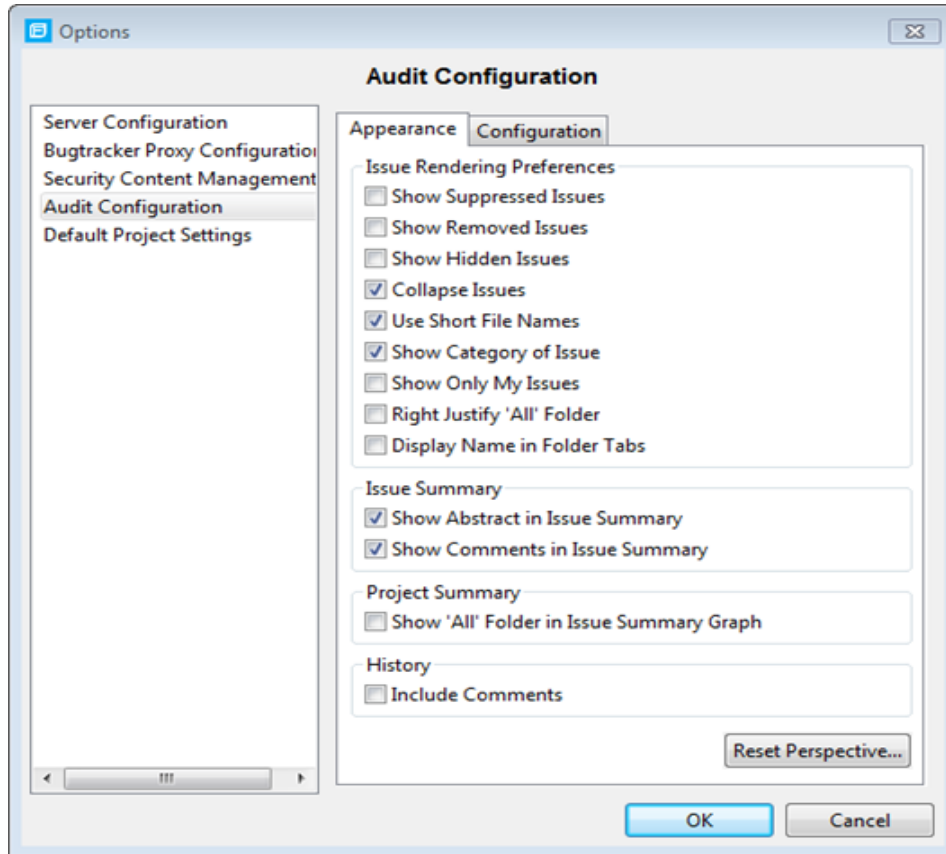 Options
Audit Configuration
Server Configuration
Bugtracker Proxy Configuration
Security Content Management
Audit Configuration
Default Project Settings
Appearance
Configuration
Issue Rendering Preferences
Show Suppressed Issues
Show Removed Issues
Show Hidden Issues
Collapse Issues
Use Short File Names
Show Category of Issue
Show Only My Issues
Right Justify 'All' Folder
Display Name in Folder Tabs
Issue Summary
Show Abstract in Issue Summary
Show Comments in Issue Summary
Project Summary
Show 'All' Folder in Issue Summary Graph
History
Include Comments
Reset Perspective...
OK
Cancel